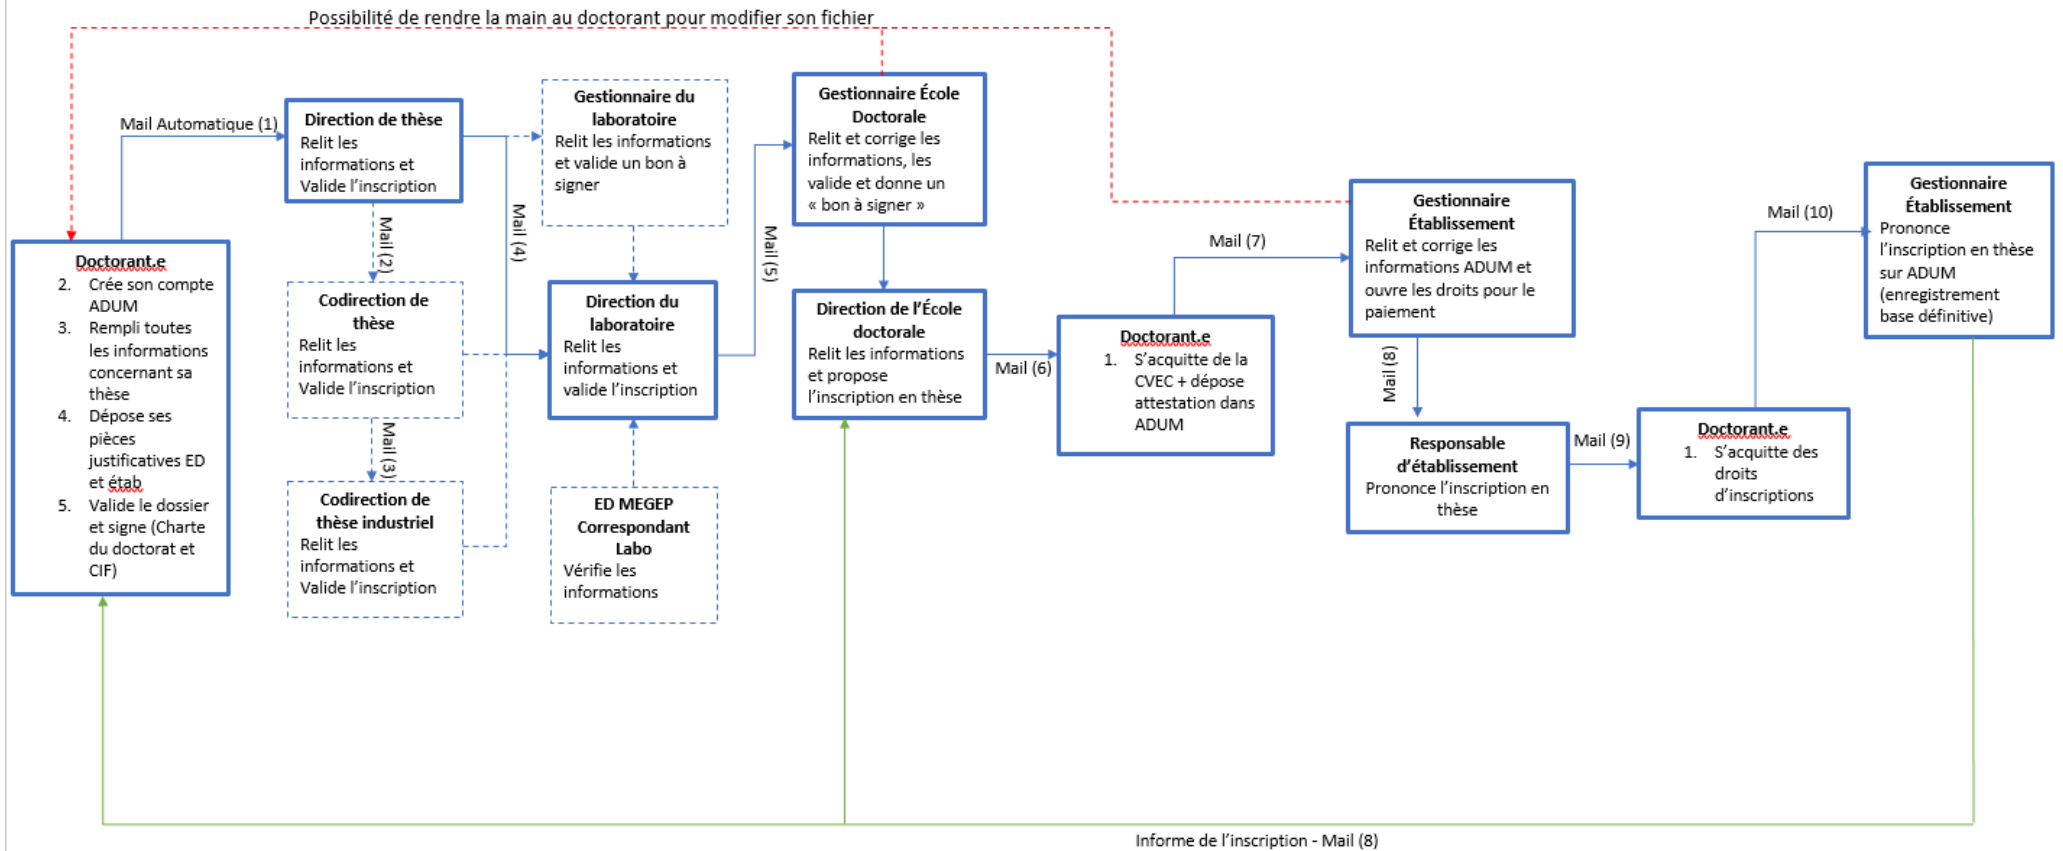 Possibilité de rendre la main au doctorant pour modifier son fichier
Mail Automatique (1)
Doctorant.e
2. Crée son compte
ADUM
3. Rempli toutes
les informations
concernant sa
thèse
4. Dépose ses
pièces
justificatives ED
et étab
5. Valide le dossier
et signe (Charte
du doctorat et
CIF)
Direction de thèse
Relit les
informations et
Valide l’inscription
Mail (2)
Codirection de
thèse
Relit les
informations et
Valide l’inscription
Mail (3)
Codirection de
thèse industriel
Relit les
informations et
Valide l’inscription
Mail (4)
Gestionnaire du
laboratoire
Relit les informations
et valide un bon à
signer
Direction du
laboratoire
Relit les
informations et
valide l’inscription
ED MEGEP
Correspondant
Labo
Vérifie les
informations
Mail (5)
Gestionnaire École
Doctorale
Relit et corrige les
informations, les
valide et donne un
« bon à signer »
Direction de l’École
doctorale
Relit les informations
et propose
l’inscription en thèse
Mail (6)
Doctorant.e
1. S’acquitte de la
CVEC + dépose
attestation dans
ADUM
Mail (7)
Gestionnaire
Établissement
Relit et corrige les
informations ADUM et
ouvre les droits pour le
paiement
Mail (8)
Responsable
d’établissement
Prononce l’inscription en
thèse
Mail (9)
Doctorant.e
1. S’acquitte des
droits
d’inscriptions
Mail (10)
Gestionnaire
Établissement
Prononce
l’inscription en thèse
sur ADUM
(enregistrement
base définitive)
Informe de l’inscription - Mail (8)